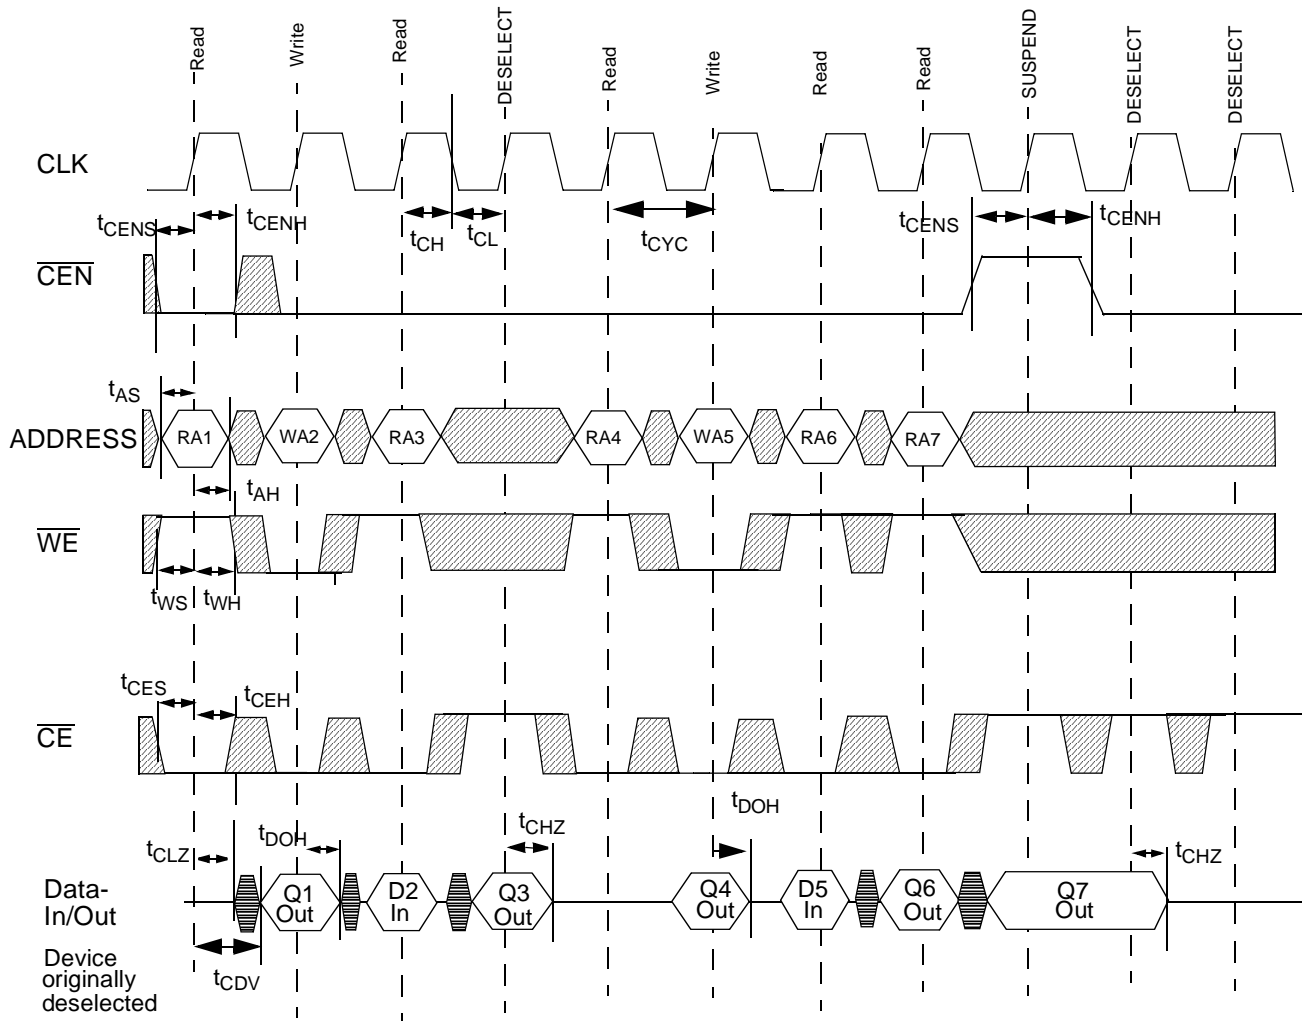 Read
Write
Read
DESELECT
Read
Write
Read
Read
SUSPEND
DESELECT
DESELECT
CLK
tCENS
tCENH
tCH
tCL
tCYC
tCENS
tCENH
CEN
tAS
ADDRESS
RA1
WA2
RA3
RA4
WA5
RA6
RA7
tAH
WE
tWS
tWH
tCES
tCEH
CE
tCLZ
tDOH
tCHZ
tDOH
tCHZ
Data-
In/Out
Q1
Out
D2
In
Q3
Out
Q4
Out
D5
In
Q6
Out
Q7
Out
tCDV
Device
originally
deselected